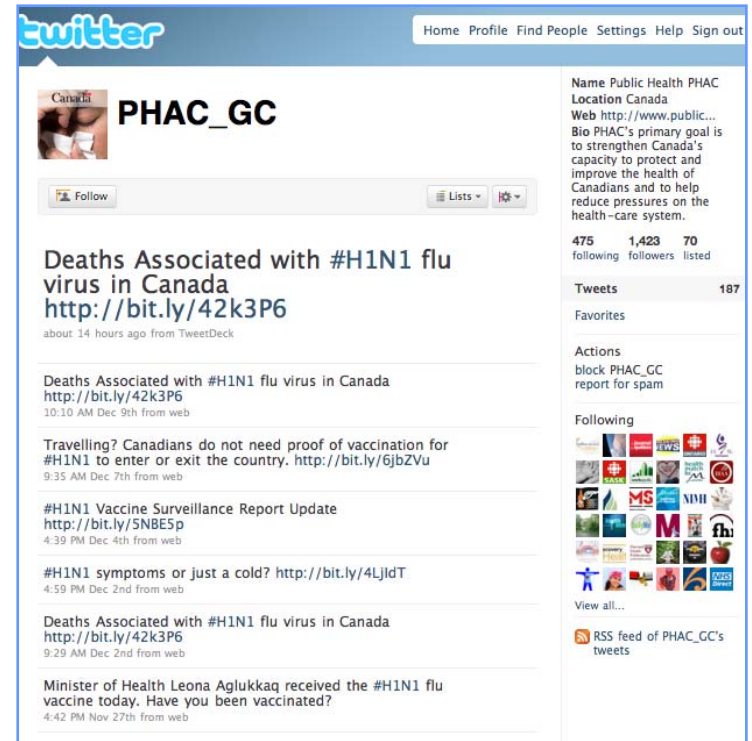 twitter
Home Profile Find People Settings Help Sign out
Canada
PHAC_GC
Follow
Lists
Deaths Associated with #H1N1 flu
virus in Canada
http://bit.ly/42k3P6
about 14 hours ago from TweetDeck
Deaths Associated with #H1N1 flu virus in Canada
http://bit.ly/42k3P6
10:10 AM Dec 9th from web
Travelling? Canadians do not need proof of vaccination for
#H1N1 to enter or exit the country. http://bit.ly/6jbZVu
9:35 AM Dec 7th from web
#H1N1 Vaccine Surveillance Report Update
http://bit.ly/5NBE5p
4:39 PM Dec 4th from web
#H1N1 symptoms or just a cold? http://bit.ly/4LjIdT
4:59 PM Dec 2nd from web
Deaths Associated with #H1N1 flu virus in Canada
http://bit.ly/42k3P6
9:29 AM Dec 2nd from web
Minister of Health Leona Aglukkaq received the #H1N1 flu
vaccine today. Have you been vaccinated?
4:42 PM Nov 27th from web
Name Public Health PHAC
Location Canada
Web http://www.public...
Bio PHAC's primary goal is
to strengthen Canada's
capacity to protect and
improve the health of
Canadians and to help
reduce pressures on the
health-care system.
475 1,423 70
following followers listed
Tweets 187
Favorites
Actions
block PHAC_GC
report for spam
Following
NEWS
SASK
MS NIMH
M fh
NHS
Direct
View all...
RSS feed of PHAC_GC's
tweets